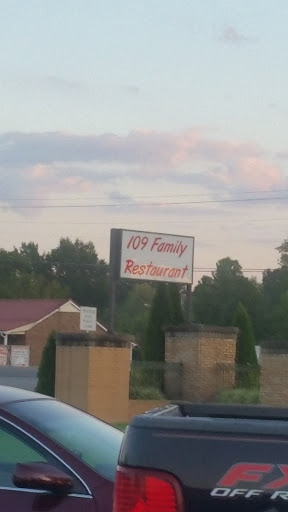 109 Family
Restaurant
FX
OFF R